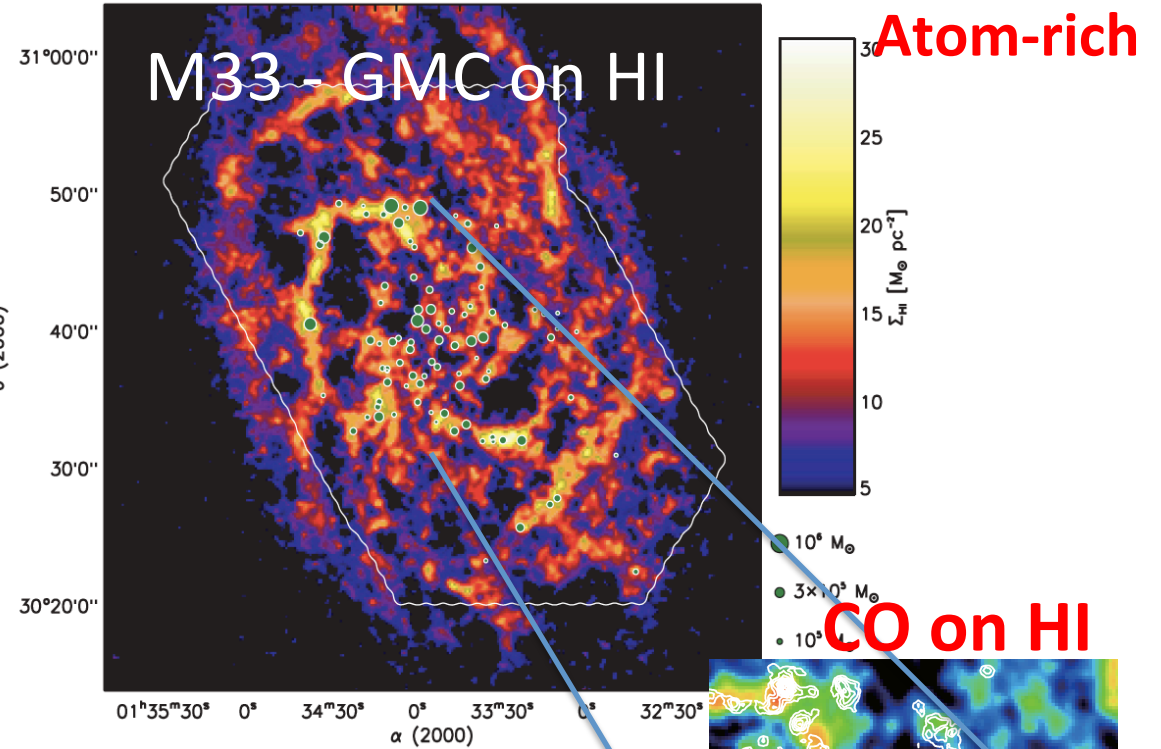 Atom-rich
M33 - GMC on HI
31°00'0"
50'0"
40'0"
30'0"
30°20'0"
01ʰ35ᵐ30ˢ 0ˢ 34ᵐ30ˢ 0ˢ 33ᵐ30ˢ 0ˢ 32ᵐ30ˢ
α (2000)
30
25
20
15
10
5
Σ_HI [M⊙ pc⁻²]
10⁶ M⊙
3×10⁵ M⊙
10⁵ M⊙
CO on HI